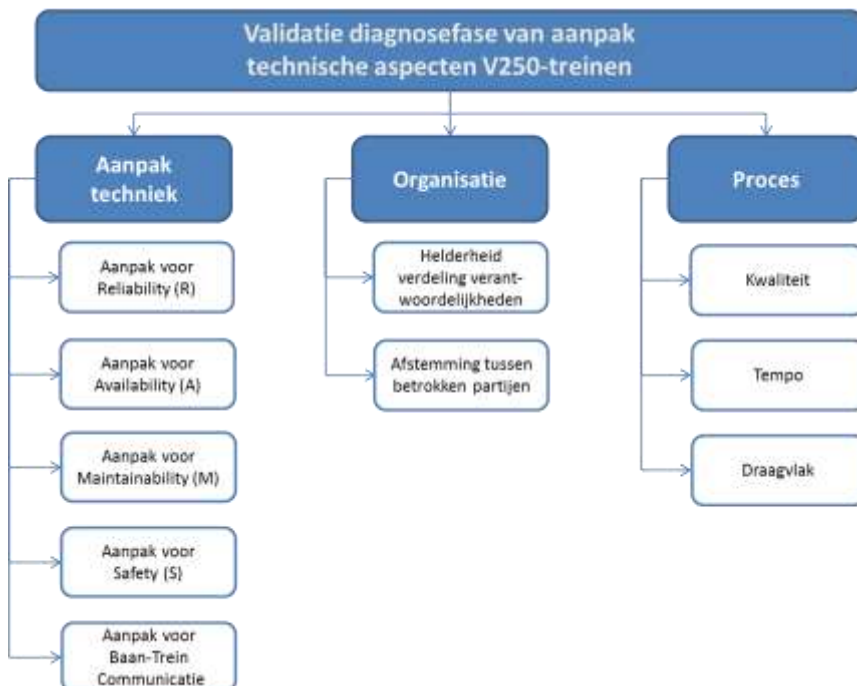 Validatie diagnosefase van aanpak
technische aspecten V250-treinen
Aanpak
techniek
Aanpak voor
Reliability (R)
Aanpak voor
Availability (A)
Aanpak voor
Maintainability (M)
Aanpak voor
Safety (S)
Aanpak voor
Baan-Trein
Communicatie
Organisatie
Helderheid
verdeling verant-
woordelijkheden
Afstemming tussen
betrokken partijen
Proces
Kwaliteit
Tempo
Draagvlak